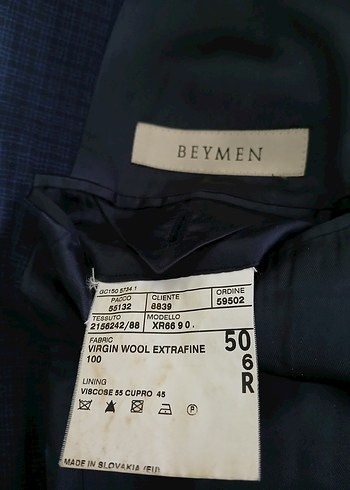 BEYMEN
GC150 5734 1
PACCO CLIENTE ORDINE
55132 8839 59502
TESSUTO MODELLO
2156242/88 XR66 9 0 .
FABRIC
VIRGIN WOOL EXTRAFINE
100
50
6
R
LINING
VISCOSE 55 CUPRO 45
P
MADE IN SLOVAKIA (EU)